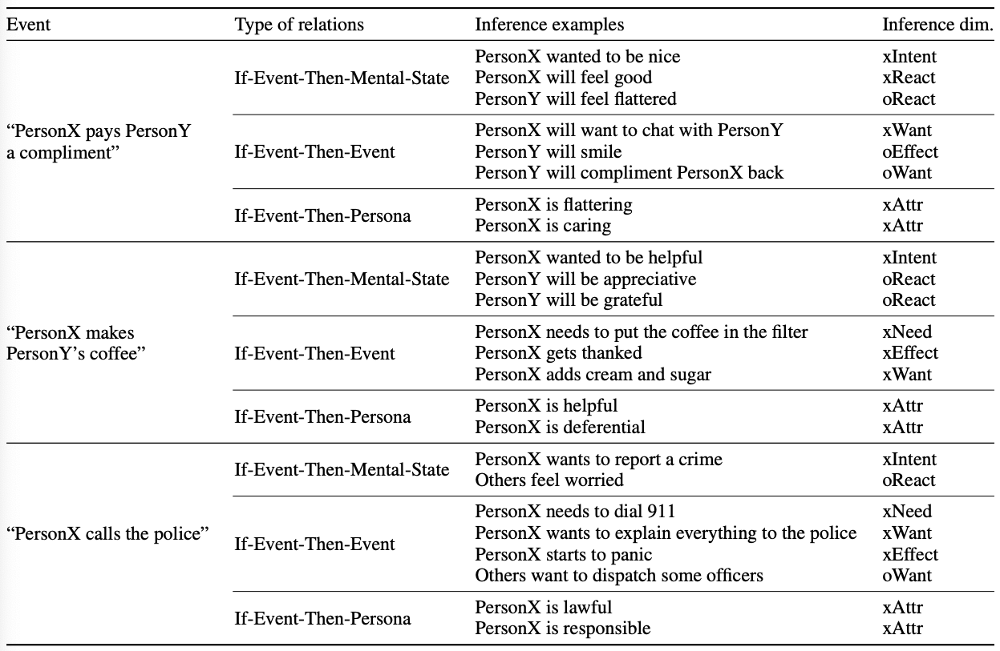 Event Type of relations Inference examples Inference dim.
PersonX wanted to be nice xIntent
If-Event-Then-Mental-State PersonX will feel good xReact
PersonY will feel flattered oReact
“PersonX pays PersonY
a compliment”
PersonX will want to chat with PersonY xWant
If-Event-Then-Event PersonY will smile oEffect
PersonY will compliment PersonX back oWant
If-Event-Then-Persona
PersonX is flattering xAttr
PersonX is caring xAttr
PersonX wanted to be helpful xIntent
If-Event-Then-Mental-State PersonY will be appreciative oReact
PersonY will be grateful oReact
“PersonX makes
PersonY’s coffee”
PersonX needs to put the coffee in the filter xNeed
If-Event-Then-Event PersonX gets thanked xEffect
PersonX adds cream and sugar xWant
If-Event-Then-Persona
PersonX is helpful xAttr
PersonX is deferential xAttr
If-Event-Then-Mental-State
PersonX wants to report a crime xIntent
Others feel worried oReact
“PersonX calls the police”
If-Event-Then-Event
PersonX needs to dial 911 xNeed
PersonX wants to explain everything to the police xWant
PersonX starts to panic xEffect
Others want to dispatch some officers oWant
If-Event-Then-Persona
PersonX is lawful xAttr
PersonX is responsible xAttr